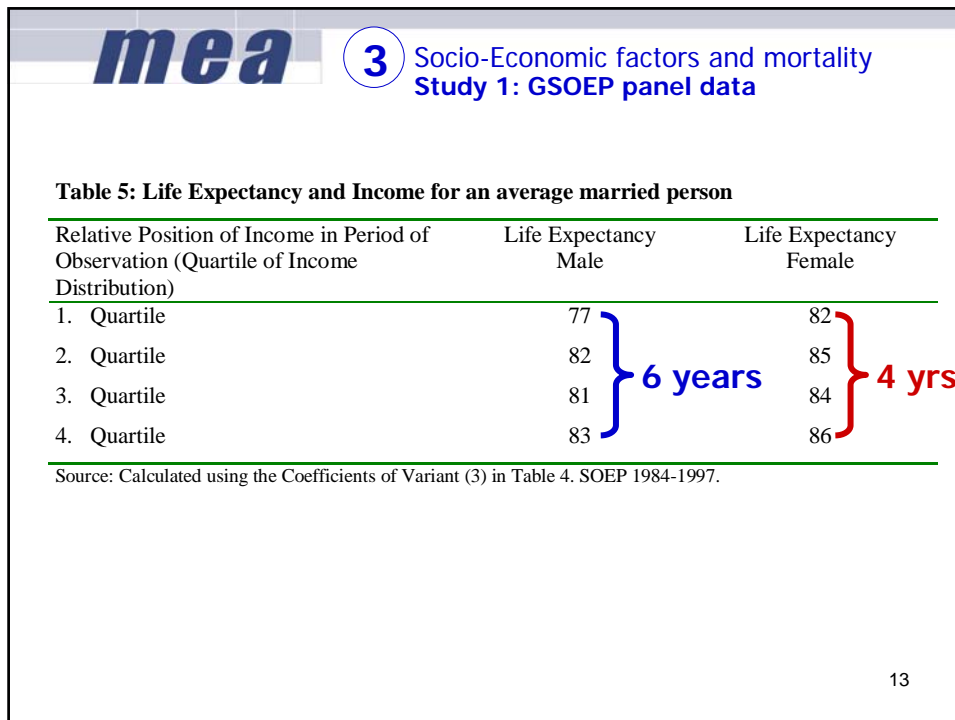 mea
3 Socio-Economic factors and mortality
Study 1: GSOEP panel data
Table 5: Life Expectancy and Income for an average married person
Relative Position of Income in Period of Observation (Quartile of Income Distribution) Life Expectancy Male Life Expectancy Female
1. Quartile 77 82
2. Quartile 82 85
6 years 4 yrs
3. Quartile 81 84
4. Quartile 83 86
Source: Calculated using the Coefficients of Variant (3) in Table 4. SOEP 1984-1997.
13